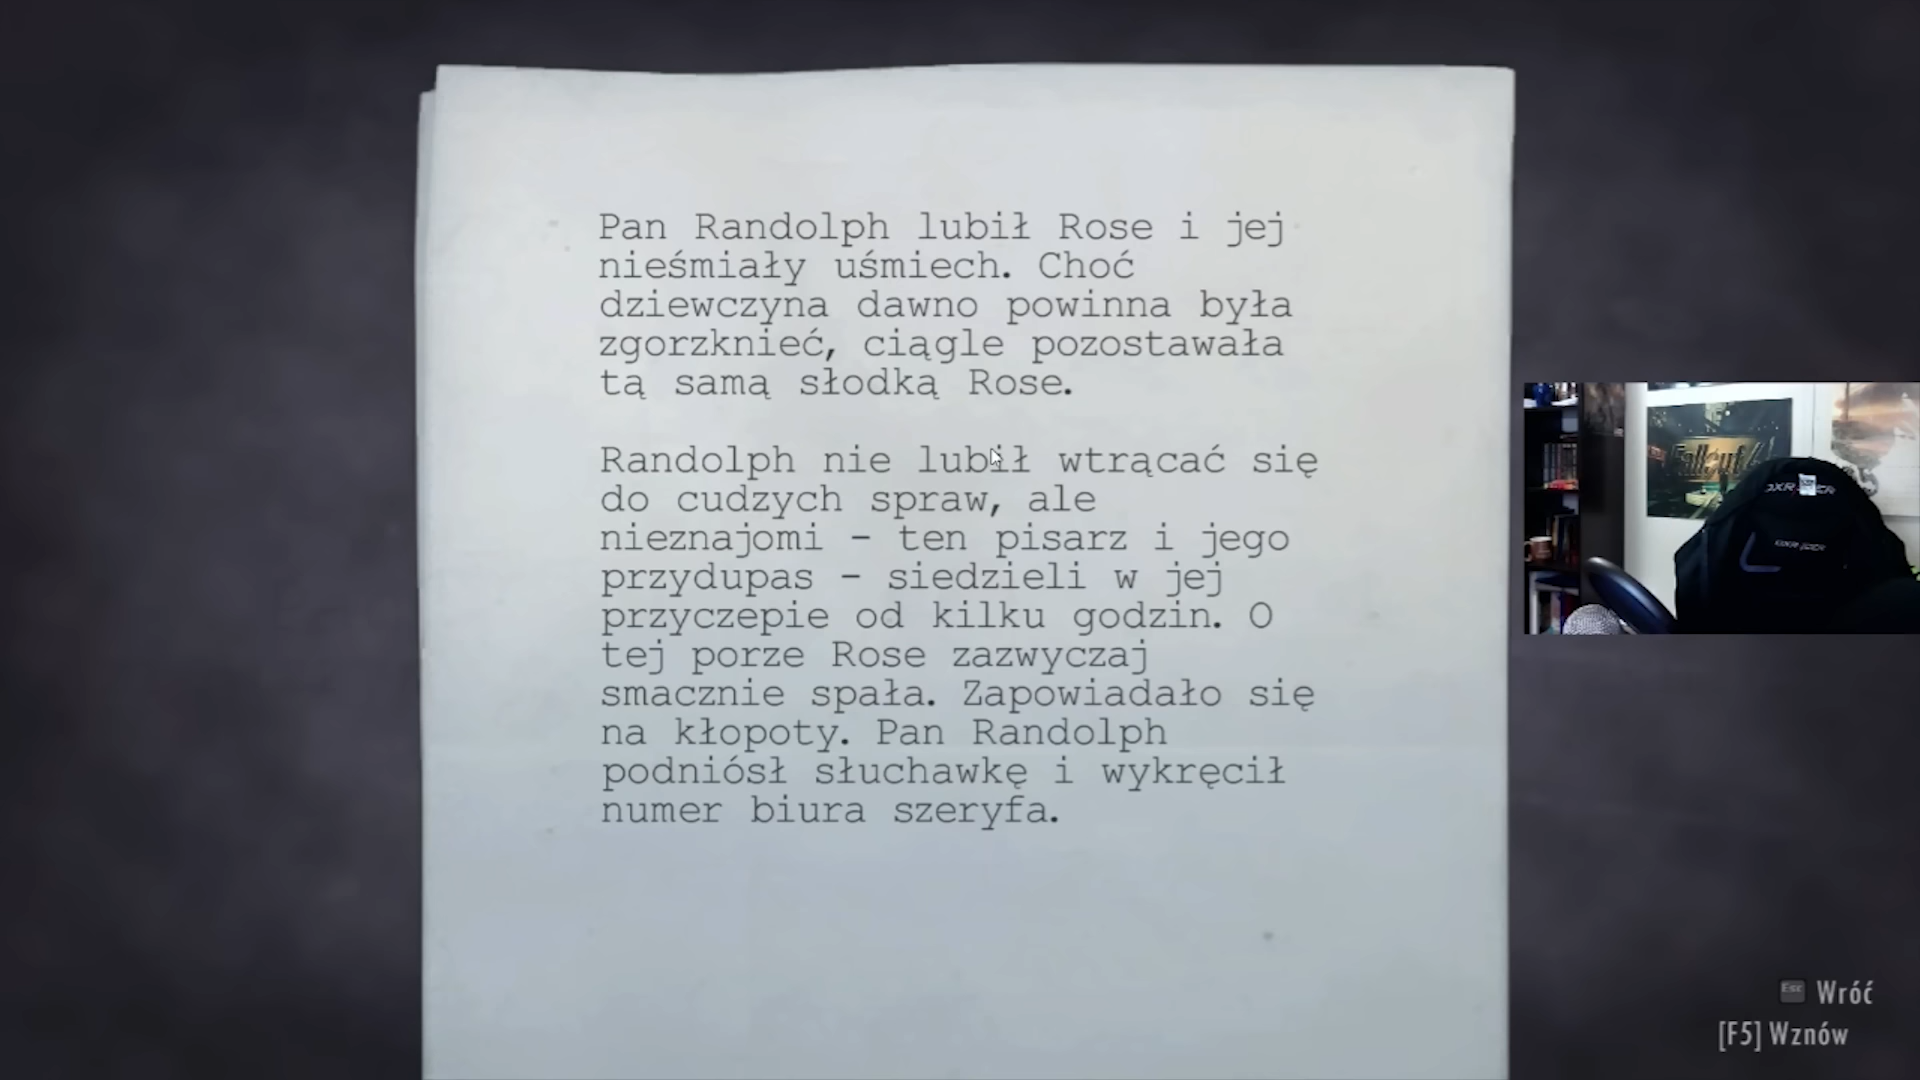 Pan Randolph lubił Rose i jej
nieśmiały uśmiech. Choć
dziewczyna dawno powinna była
zgorzknieć, ciągle pozostawała
tą samą słodką Rose.
Randolph nie lubił wtrącać się
do cudzych spraw, ale
nieznajomi - ten pisarz i jego
przydupas - siedzieli w jej
przyczepie od kilku godzin. O
tej porze Rose zazwyczaj
smacznie spała. Zapowiadało się
na kłopoty. Pan Randolph
podniósł słuchawkę i wykręcił
numer biura szeryfa.
Fallout 4
Esc Wróć
[F5] Wznów